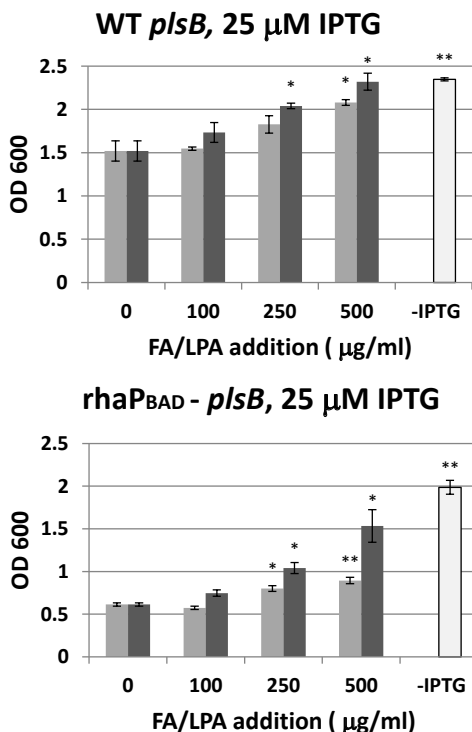 WT plsB, 25 μM IPTG
2.5
2
1.5
1
0.5
0
OD 600
* * * **
0 100 250 500 -IPTG
FA/LPA addition ( μg/ml)
rhaPBAD - plsB, 25 μM IPTG
2.5
2
1.5
1
0.5
0
OD 600
* * ** * **
0 100 250 500 -IPTG
FA/LPA addition ( μg/ml)